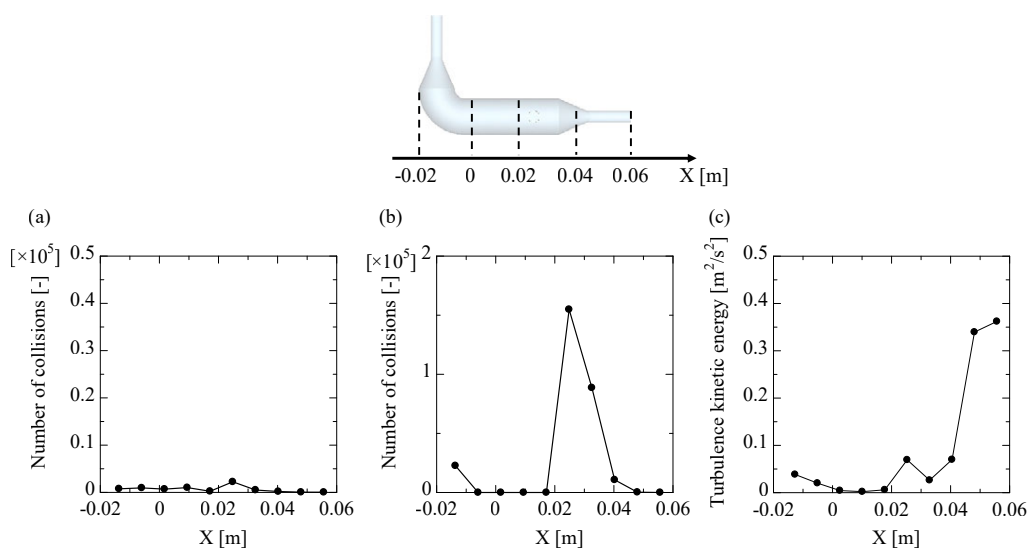 -0.02 0 0.02 0.04 0.06 X [m]
(a) (b) (c)
[×10⁵] 0.5
0.4
0.3
0.2
0.1
0
Number of collisions [-]
-0.02 0 0.02 0.04 0.06
X [m]
[×10⁵] 2
1
0
Number of collisions [-]
-0.02 0 0.02 0.04 0.06
X [m]
0.5
0.4
0.3
0.2
0.1
0
Turbulence kinetic energy [m²/s²]
-0.02 0 0.02 0.04 0.06
X [m]